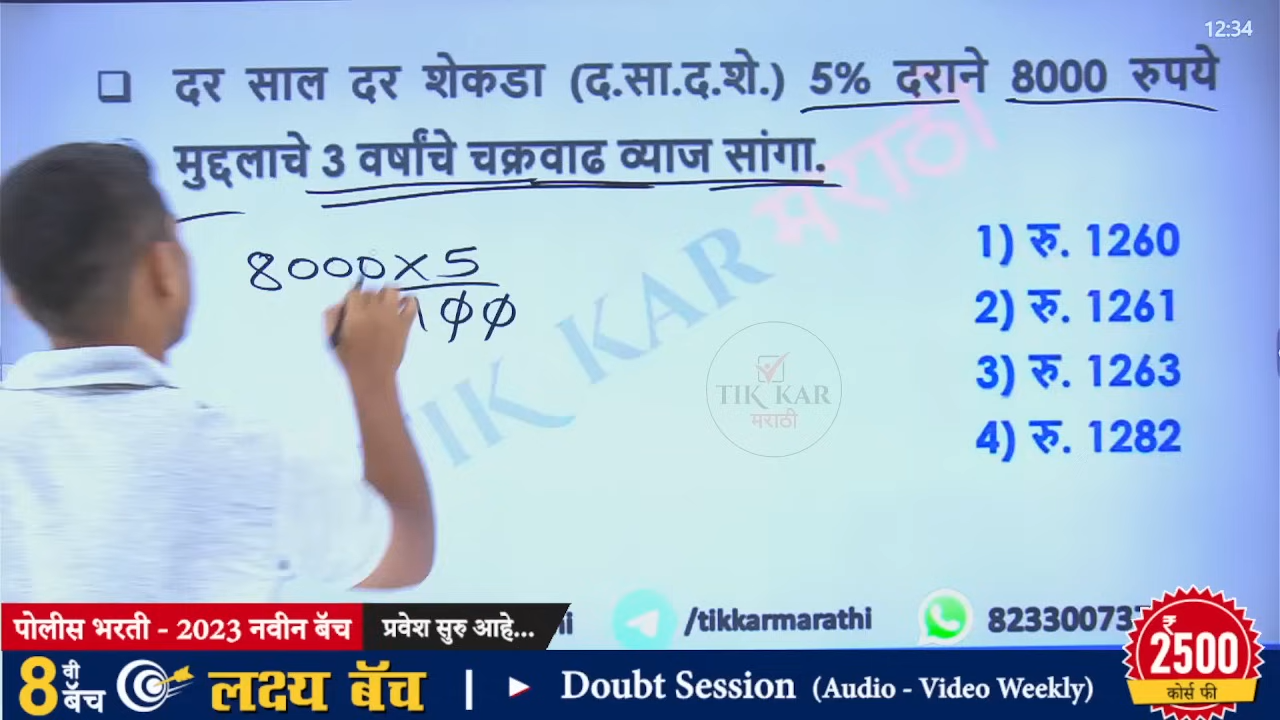 12:34
❑ दर साल दर शेकडा (द.सा.द.शे.) 5% दराने 8000 रुपये
मुद्दलाचे 3 वर्षांचे चक्रवाढ व्याज सांगा.
8000 × 5
100
1) रु. 1260
2) रु. 1261
3) रु. 1263
4) रु. 1282
TIK KAR मराठी
TIK KAR
मराठी
/tikkarmarathi
82330073
पोलीस भरती - 2023 नवीन बॅच प्रवेश सुरु आहे...
₹
2500
कोर्स फी
8 वी बॅच लक्ष्य बॅच | ► Doubt Session (Audio - Video Weekly)